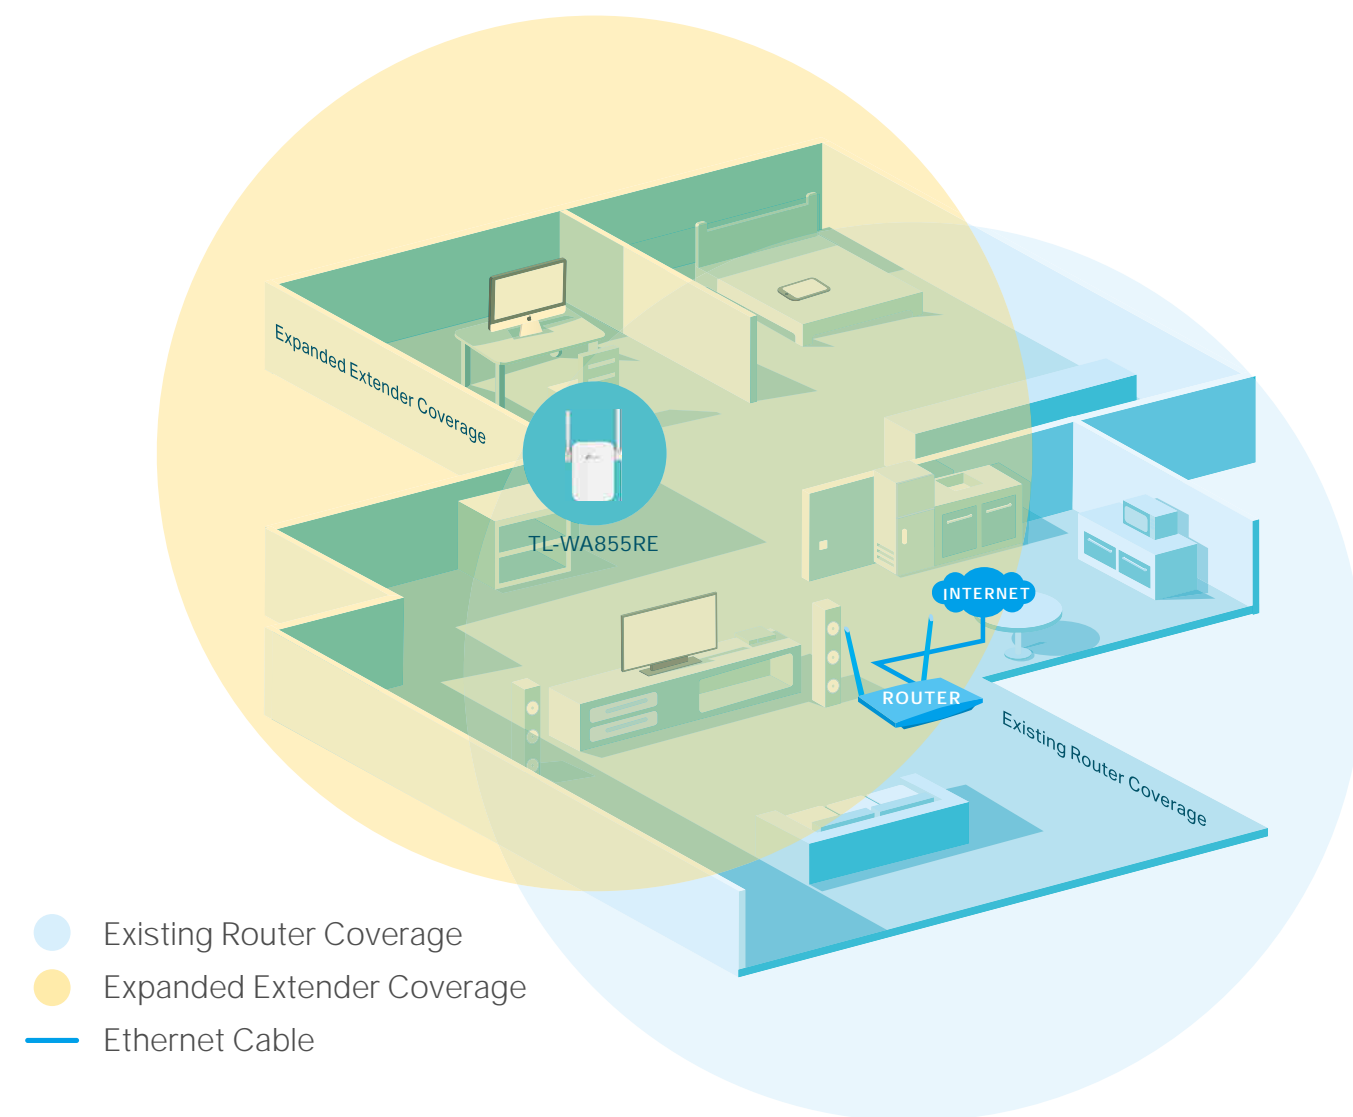 Expanded Extender Coverage
TL-WA855RE
INTERNET
ROUTER
Existing Router Coverage
Existing Router Coverage
Expanded Extender Coverage
Ethernet Cable